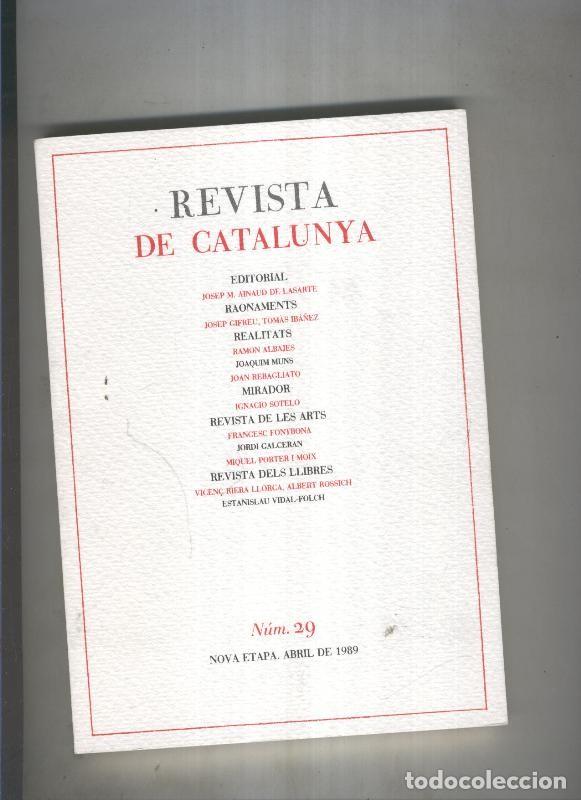 REVISTA
DE CATALUNYA
EDITORIAL
JOSEP M. AINAUD DE LASARTE
RAONAMENTS
JOSEP GIFREU, TOMÀS IBÁÑEZ
REALITATS
RAMON ALBAJES
JOAQUIM MUNS
JOAN REBAGLIATO
MIRADOR
IGNACIO SOTELO
REVISTA DE LES ARTS
FRANCESC FONTBONA
JORDI GALCERAN
MIQUEL PORTER I MOIX
REVISTA DELS LLIBRES
VICENÇ RIERA LLORCA, ALBERT ROSSICH
ESTANISLAU VIDAL-FOLCH
Núm. 29
NOVA ETAPA. ABRIL DE 1989
todocoleccion